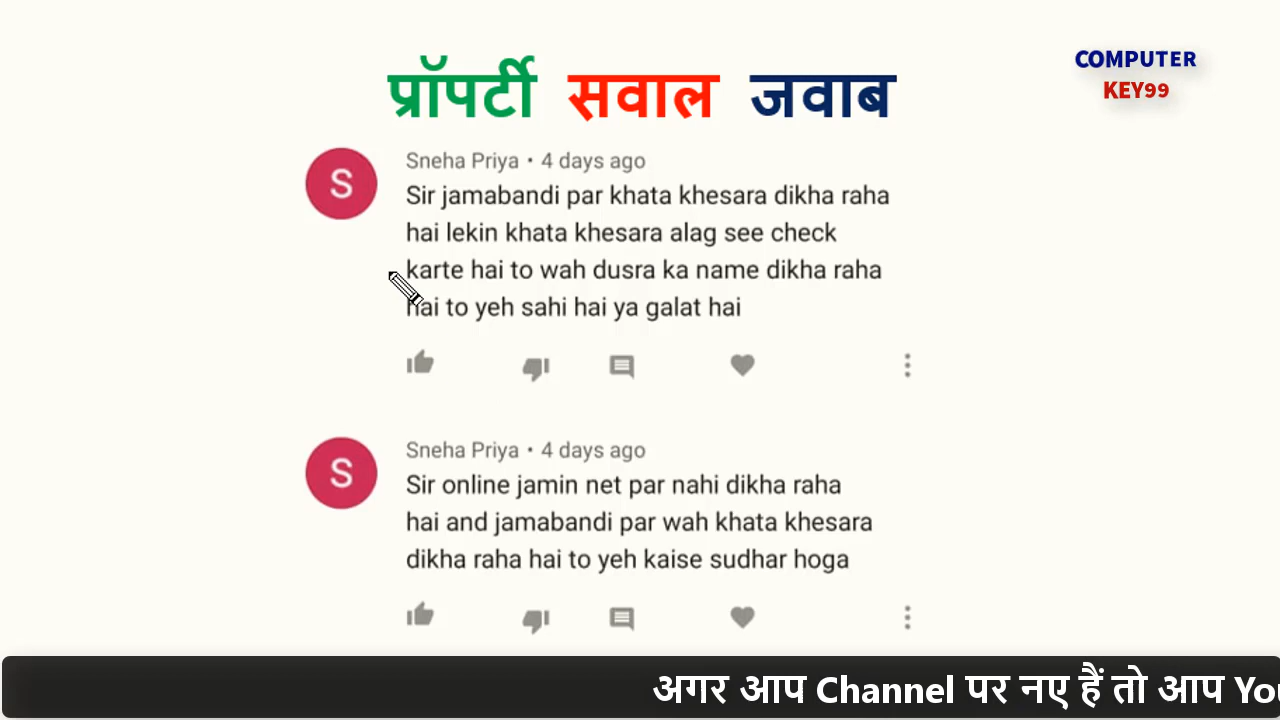 प्रॉपर्टी सवाल जवाब
COMPUTER
KEY99
Sneha Priya • 4 days ago
S
Sir jamabandi par khata khesara dikha raha
hai lekin khata khesara alag see check
karte hai to wah dusra ka name dikha raha
hai to yeh sahi hai ya galat hai
Sneha Priya • 4 days ago
S
Sir online jamin net par nahi dikha raha
hai and jamabandi par wah khata khesara
dikha raha hai to yeh kaise sudhar hoga
अगर आप Channel पर नए हैं तो आप You